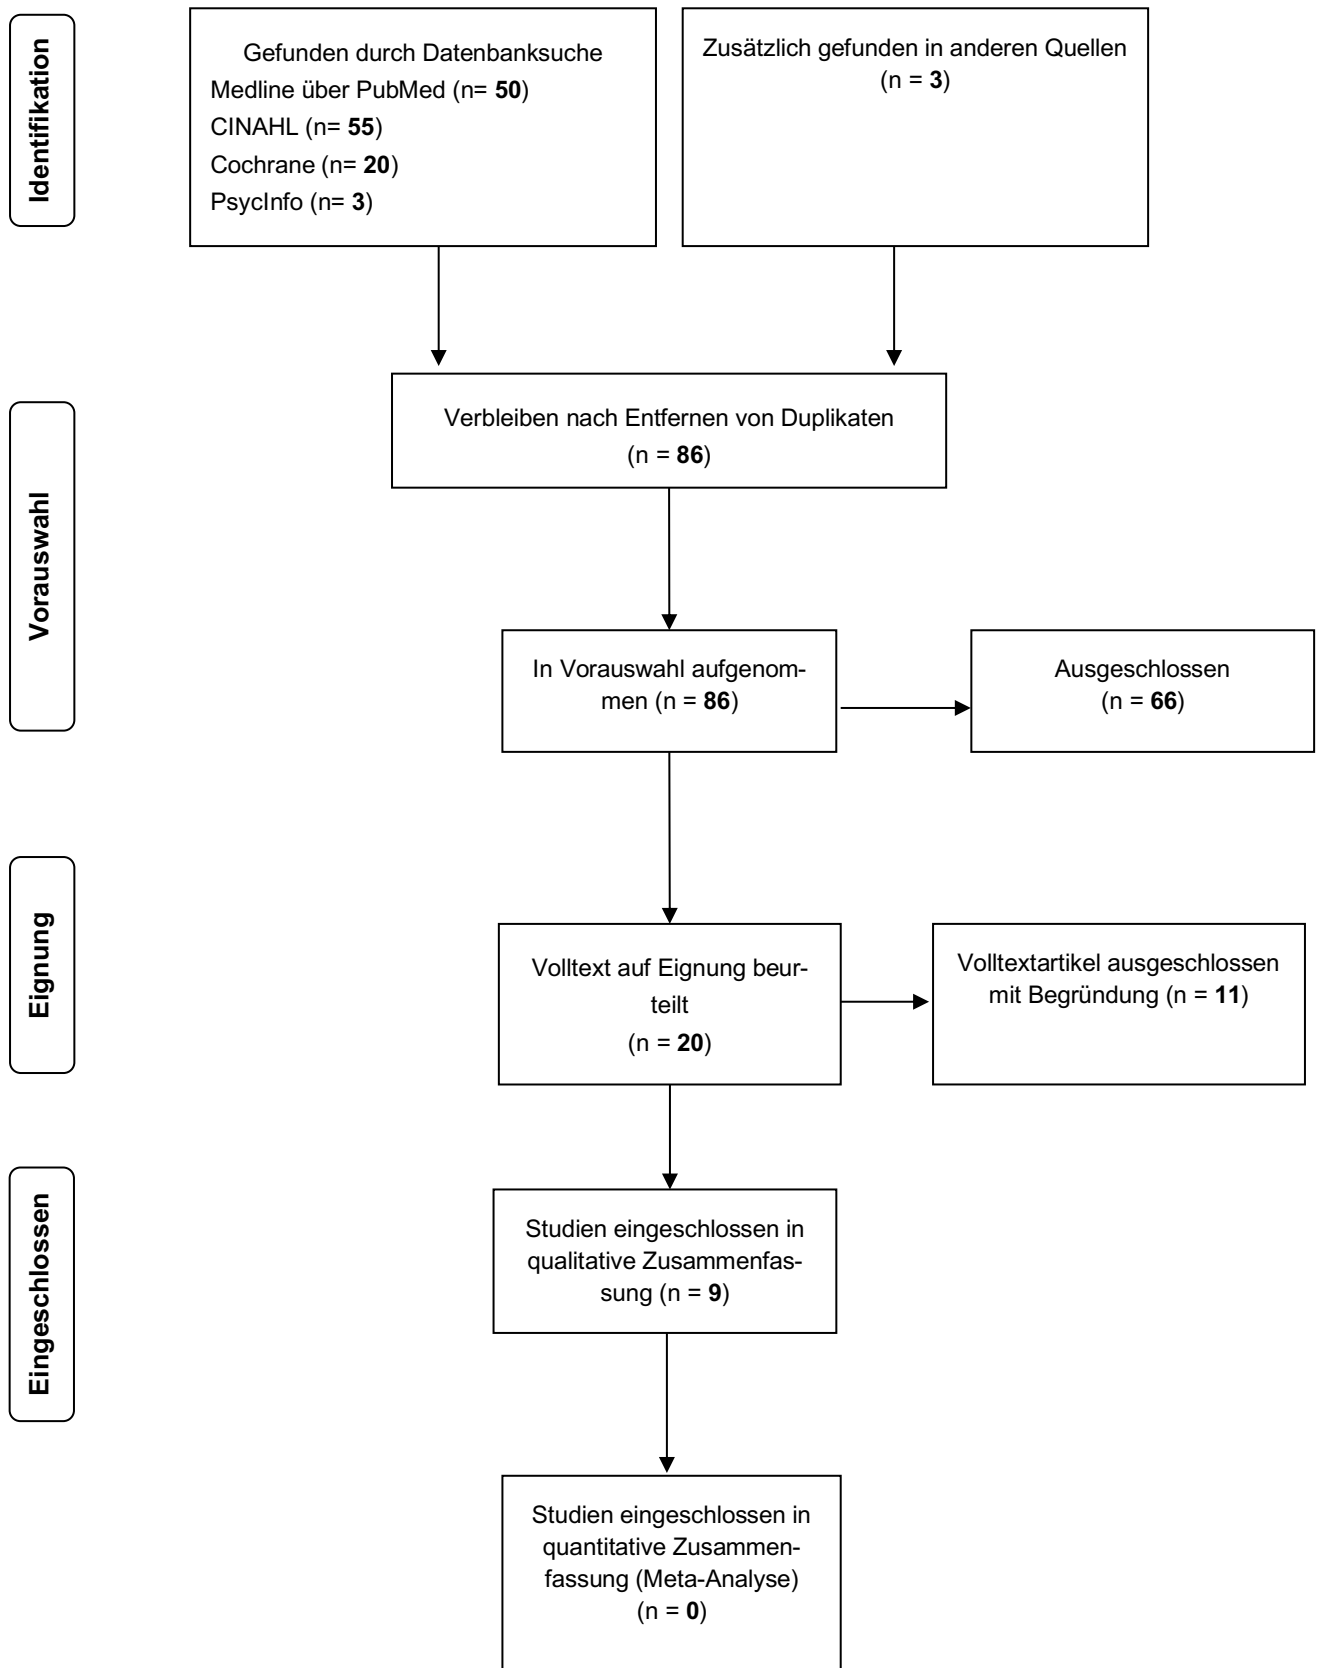 Identifikation
Gefunden durch Datenbanksuche
Medline über PubMed (n= 50)
CINAHL (n= 55)
Cochrane (n= 20)
PsycInfo (n= 3)
Zusätzlich gefunden in anderen Quellen
(n = 3)
Vorauswahl
Verbleiben nach Entfernen von Duplikaten
(n = 86)
In Vorauswahl aufgenom-
men (n = 86)
Ausgeschlossen
(n = 66)
Eignung
Volltext auf Eignung beur-
teilt
(n = 20)
Volltextartikel ausgeschlossen
mit Begründung (n = 11)
Eingeschlossen
Studien eingeschlossen in
qualitative Zusammenfas-
sung (n = 9)
Studien eingeschlossen in
quantitative Zusammen-
fassung (Meta-Analyse)
(n = 0)